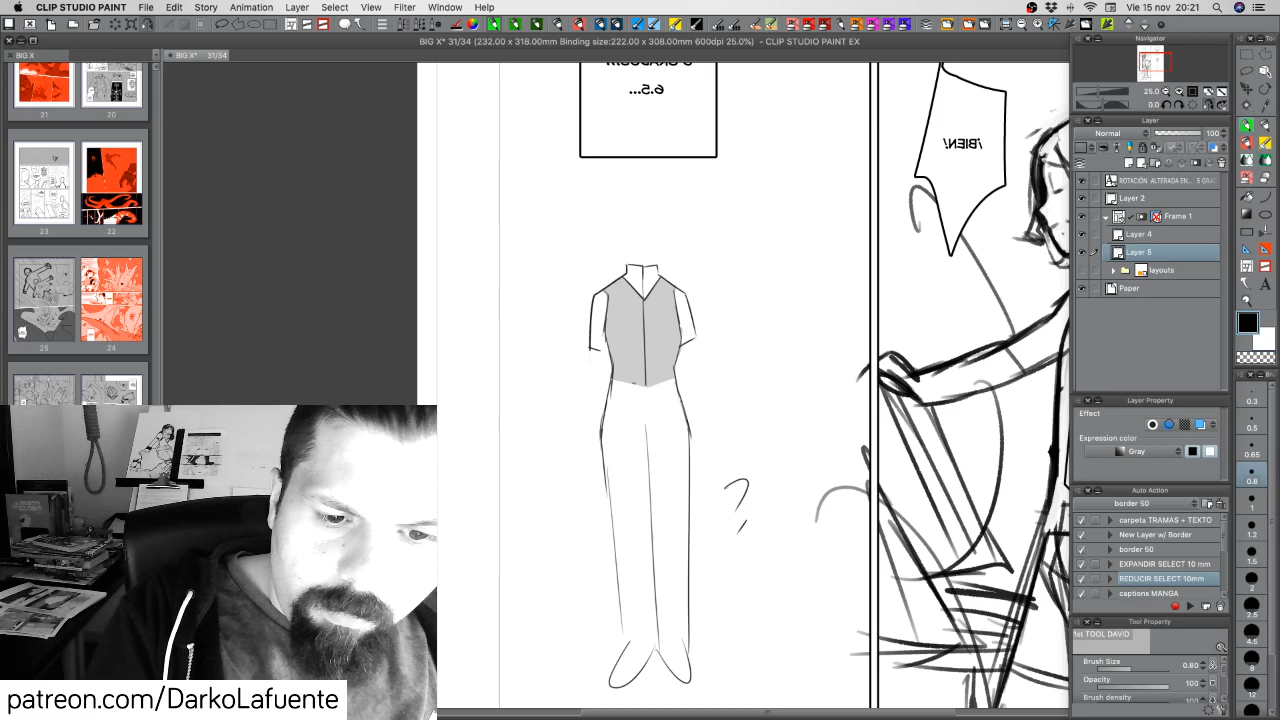 CLIP STUDIO PAINT File Edit Story Animation Layer Select View Filter Window Help
Vie 15 nov 20:21
BIG X* 31/34 (232.00 x 318.00mm Binding size:222.00 x 308.00mm 600dpi 25.0%) - CLIP STUDIO PAINT EX
BIG X
BIG X* 31/34
21 20
23 22
25 24
6.5...
¡BIEN!
patreon.com/DarkoLafuente
Navigator
25.0
0.0
Layer
Normal
100
ROTACIÓN ALTERADA EN... 5 GRAD
Layer 2
Frame 1
Layer 4
Layer 5
layouts
Paper
Layer Property
Effect
Expression color
Gray
Auto Action
border 50
carpeta TRAMAS + TEXTO
New Layer w/ Border
border 50
EXPANDIR SELECT 10 mm
REDUCIR SELECT 10mm
captions MANGA
Tool Property
1st TOOL DAVID
Brush Size 0.80
Opacity 100
Brush density 100
To
Br
0.3
0.5
0.65
0.8
1
1.2
1.5
2
2.5
4.5
8
12